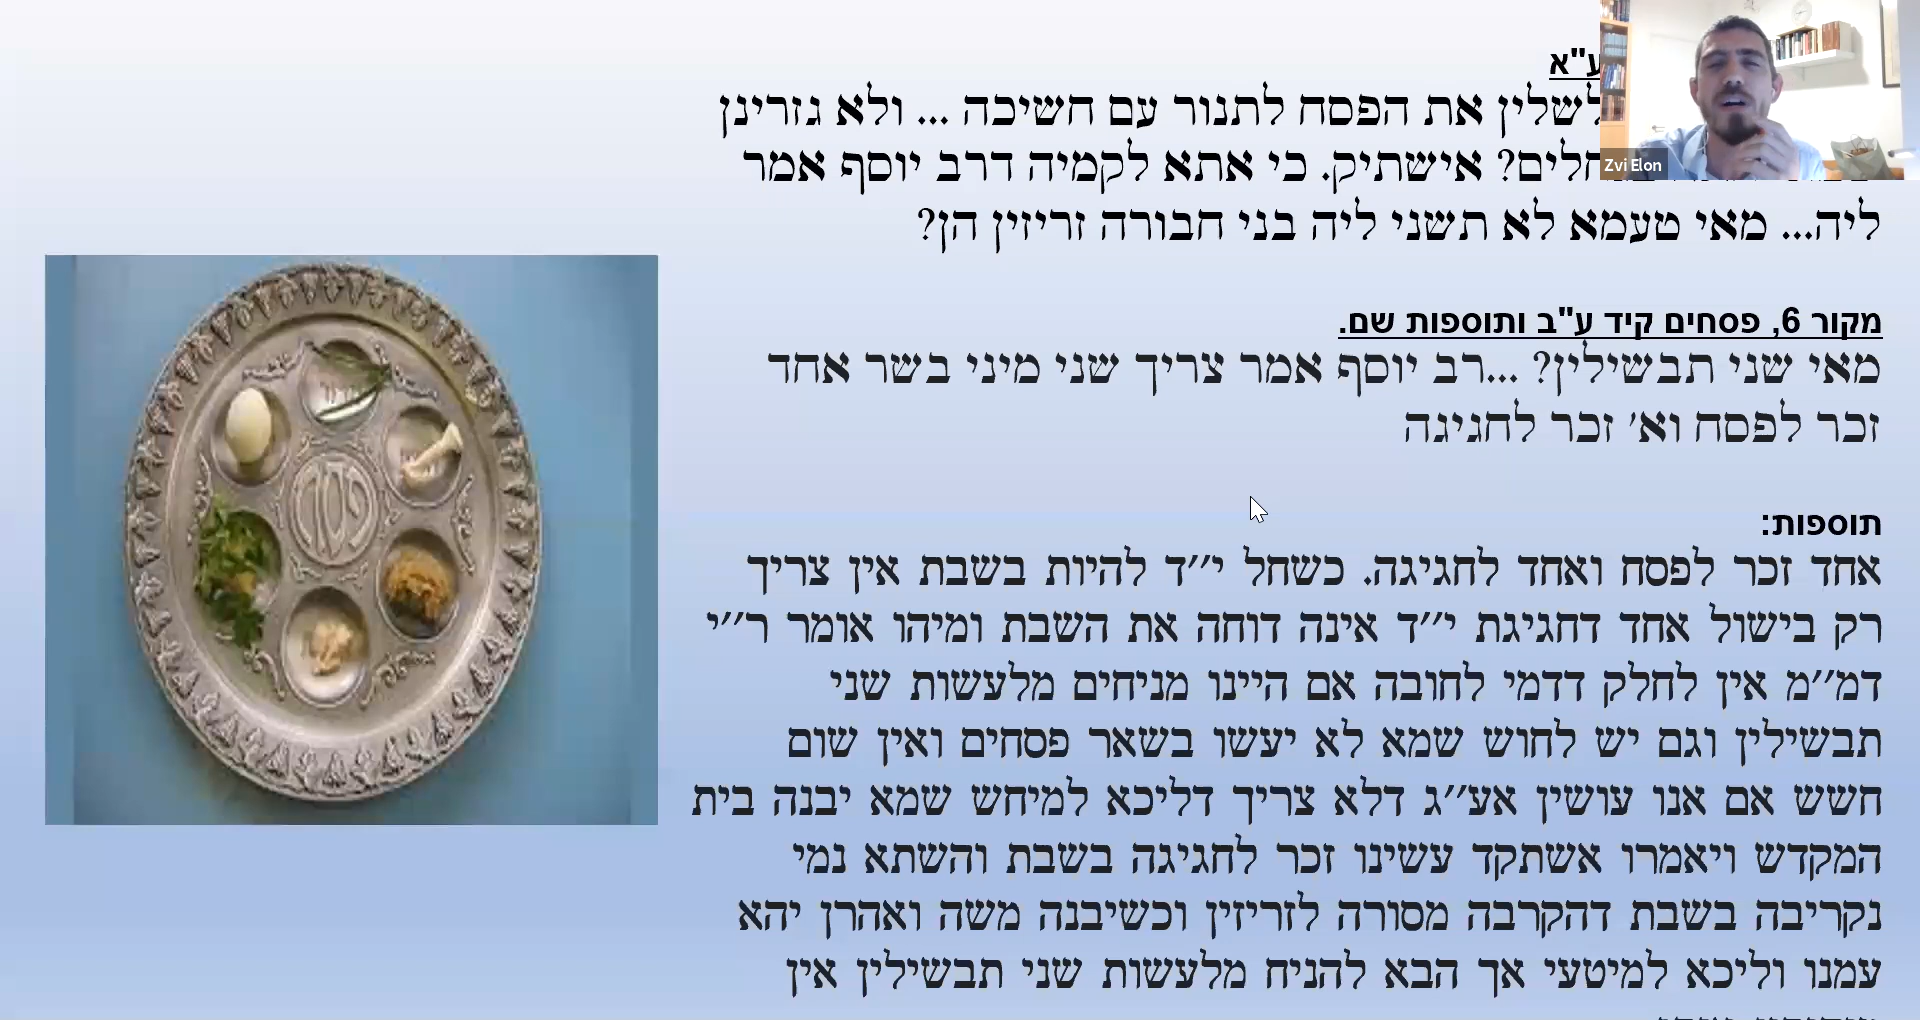 ע"א
לשלין את הפסח לתנור עם חשיכה ... ולא גזרינן
חלים? אישתיק. כי אתא לקמיה דרב יוסף אמר
ליה... מאי טעמא לא תשני ליה בני חבורה זריזין הן?
Zvi Elon
מקור 6, פסחים קיד ע"ב ותוספות שם.
מאי שני תבשילין? ...רב יוסף אמר צריך שני מיני בשר אחד
זכר לפסח וא' זכר לחגיגה
תוספות:
אחד זכר לפסח ואחד לחגיגה. כשחל י''ד להיות בשבת אין צריך
רק בישול אחד דחגיגת י''ד אינה דוחה את השבת ומיהו אומר ר''י
דמ''מ אין לחלק דדמי לחובה אם היינו מניחים מלעשות שני
תבשילין וגם יש לחוש שמא לא יעשו בשאר פסחים ואין שום
חשש אם אנו עושין אע''ג דלא צריך דליכא למיחש שמא יבנה בית
המקדש ויאמרו אשתקד עשינו זכר לחגיגה בשבת והשתא נמי
נקריבה בשבת דהקרבה מסורה לזריזין וכשיבנה משה ואהרן יהא
עמנו וליכא למיטעי אך הבא להניח מלעשות שני תבשילין אין
פסח